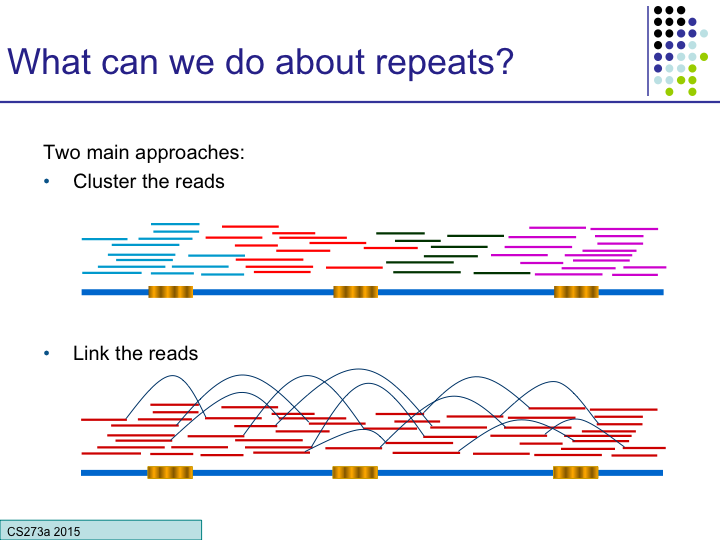 What can we do about repeats?
Two main approaches:
• Cluster the reads
• Link the reads
CS273a 2015